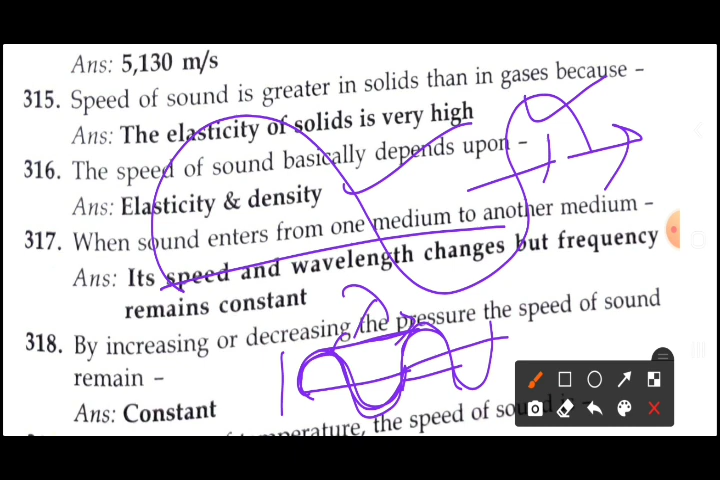 Ans: 5,130 m/s
315. Speed of sound is greater in solids than in gases because –
Ans: The elasticity of solids is very high
316. The speed of sound basically depends upon –
Ans: Elasticity & density
317. When sound enters from one medium to another medium –
Ans: Its speed and wavelength changes but frequency
remains constant
318. By increasing or decreasing the pressure the speed of sound
remain –
Ans: Constant
temperature, the speed of